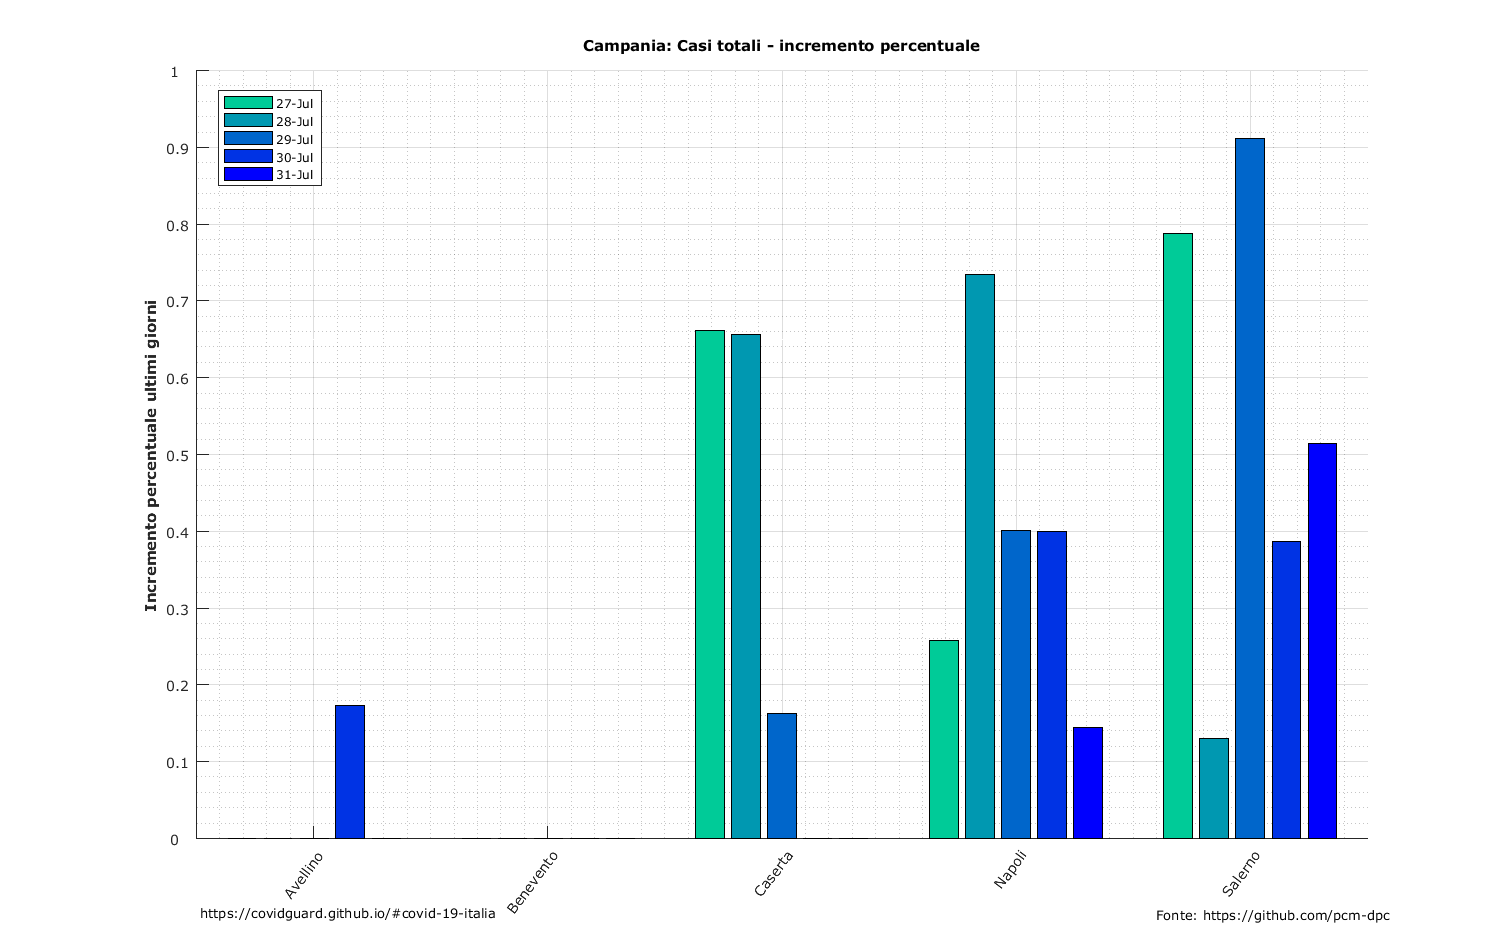 Campania: Casi totali - incremento percentuale
1
0.9
0.8
0.7
0.6
0.5
0.4
0.3
0.2
0.1
0
27-Jul
28-Jul
29-Jul
30-Jul
31-Jul
Incremento percentuale ultimi giorni
Avellino
Benevento
Caserta
Napoli
Salerno
https://covidguard.github.io/#covid-19-italia
Fonte: https://github.com/pcm-dpc